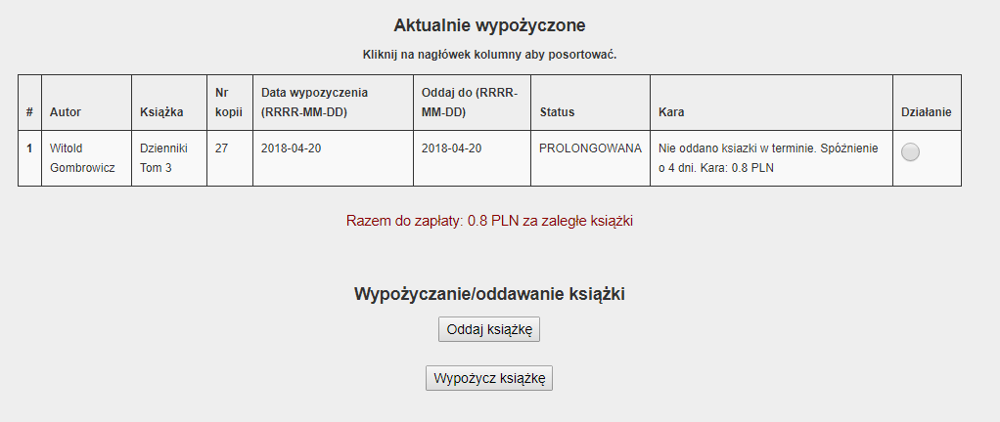 Aktualnie wypożyczone
Kliknij na nagłówek kolumny aby posortować.
# Autor Książka Nr kopii Data wypozyczenia (RRRR-MM-DD) Oddaj do (RRRR-MM-DD) Status Kara Działanie
1 Witold Gombrowicz Dzienniki Tom 3 27 2018-04-20 2018-04-20 PROLONGOWANA Nie oddano ksiazki w terminie. Spóźnienie o 4 dni. Kara: 0.8 PLN
Razem do zapłaty: 0.8 PLN za zaległe książki
Wypożyczanie/oddawanie książki
Oddaj książkę
Wypożycz książkę